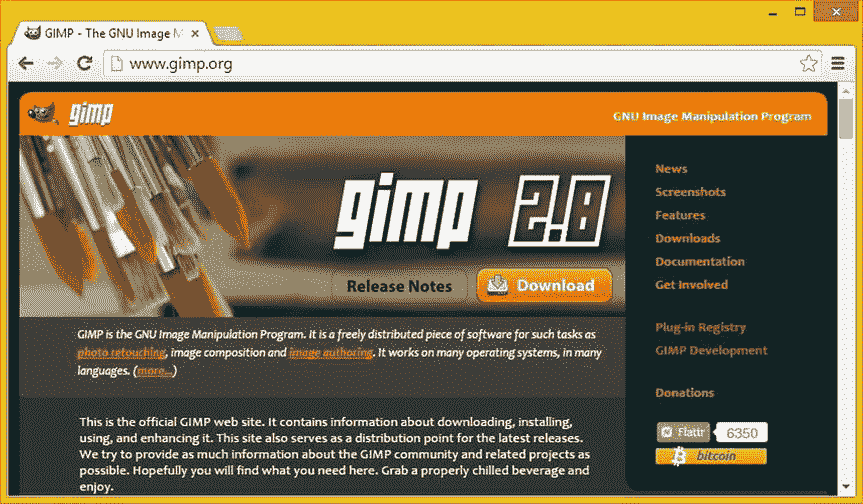 GIMP - The GNU Image M
www.gimp.org
gimp
GNU Image Manipulation Program
gimp 2.8
Release Notes
Download
GIMP is the GNU Image Manipulation Program. It is a freely distributed piece of software for such tasks as
photo retouching, image composition and image authoring. It works on many operating systems, in many
languages. (more...)
This is the official GIMP web site. It contains information about downloading, installing,
using, and enhancing it. This site also serves as a distribution point for the latest releases.
We try to provide as much information about the GIMP community and related projects as
possible. Hopefully you will find what you need here. Grab a properly chilled beverage and
enjoy.
News
Screenshots
Features
Downloads
Documentation
Get Involved
Plug-in Registry
GIMP Development
Donations
Flattr
6350
bitcoin